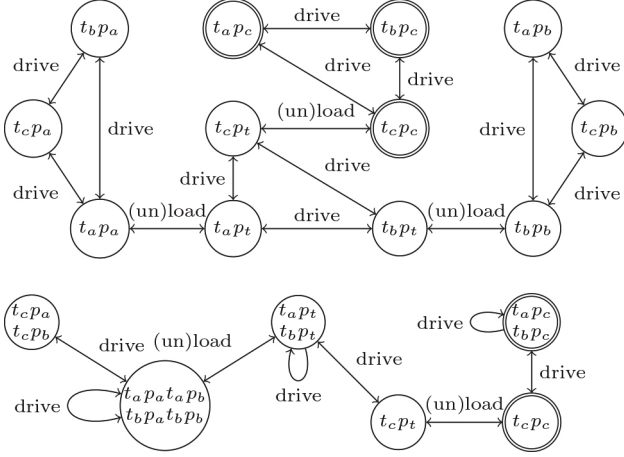 t_b p_a t_a p_c drive t_b p_c t_a p_b
drive drive drive drive
t_c p_a drive t_c p_t (un)load t_c p_c drive t_c p_b
drive drive drive drive
t_a p_a (un)load t_a p_t drive t_b p_t (un)load t_b p_b
t_c p_a t_a p_t t_a p_c
t_c p_b t_b p_t drive t_b p_c
drive (un)load
drive drive drive
drive t_a p_a t_a p_b
t_b p_a t_b p_b
t_c p_t (un)load t_c p_c